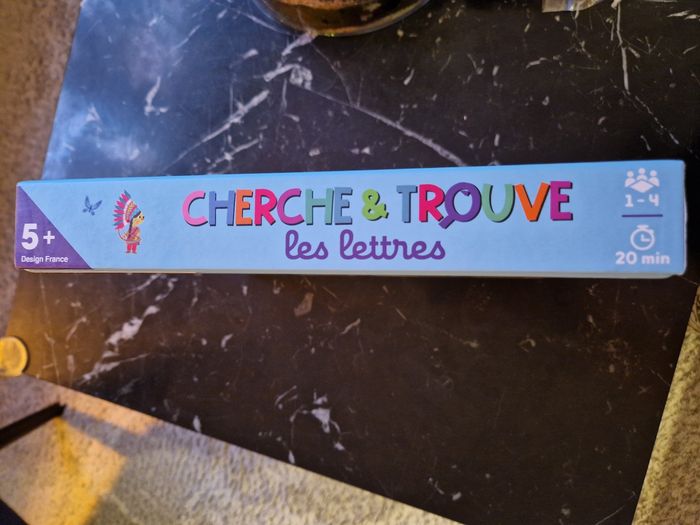 5+
Design France
CHERCHE & TROUVE
les lettres
1-4
20 min